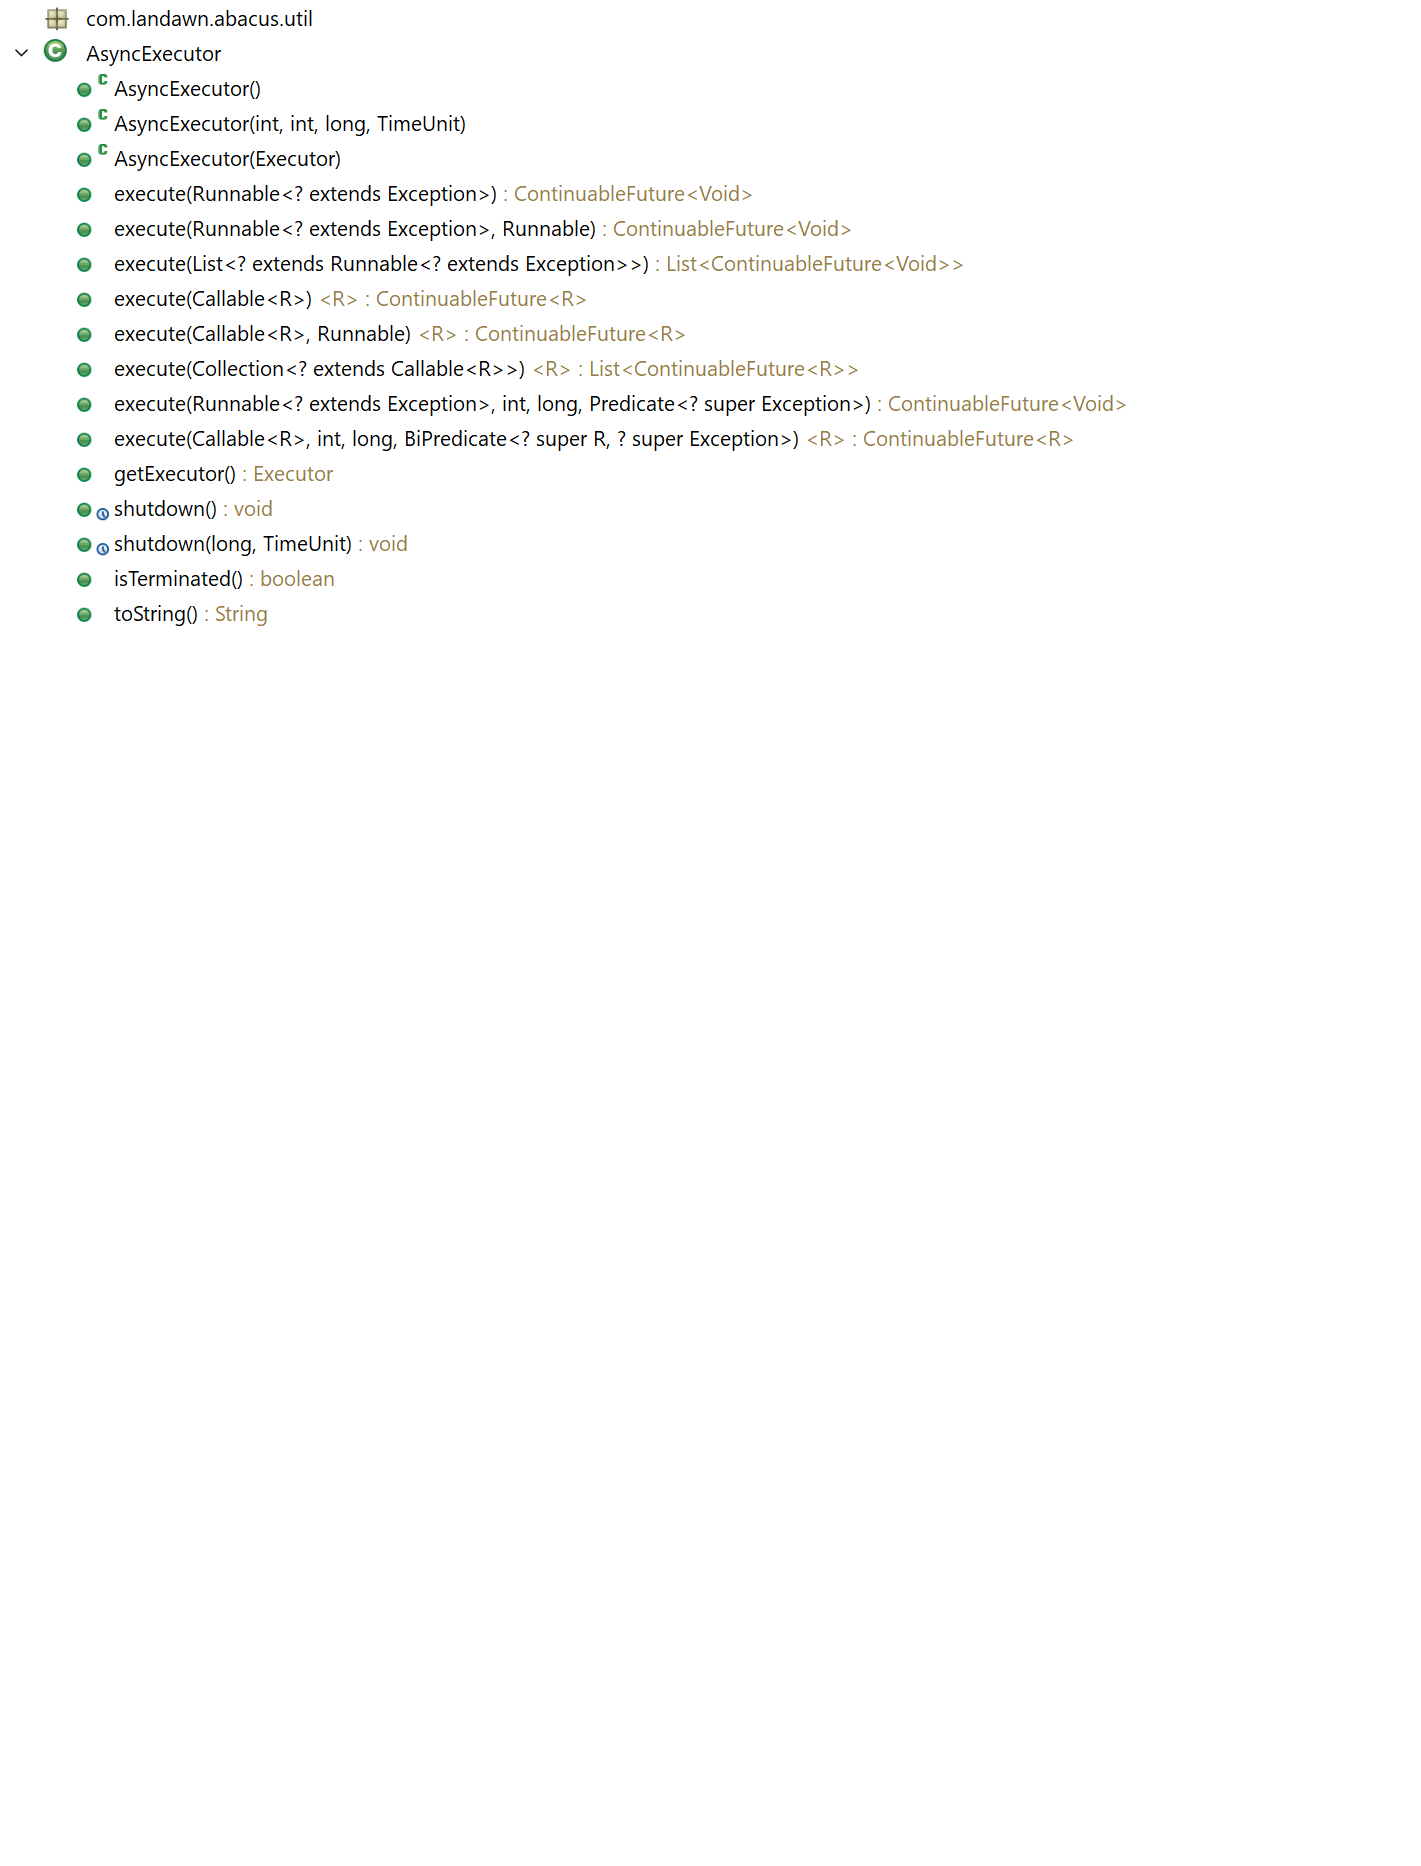 com.landawn.abacus.util
AsyncExecutor
AsyncExecutor()
AsyncExecutor(int, int, long, TimeUnit)
AsyncExecutor(Executor)
execute(Runnable<? extends Exception>) : ContinuableFuture<Void>
execute(Runnable<? extends Exception>, Runnable) : ContinuableFuture<Void>
execute(List<? extends Runnable<? extends Exception>>) : List<ContinuableFuture<Void>>
execute(Callable<R>) <R> : ContinuableFuture<R>
execute(Callable<R>, Runnable) <R> : ContinuableFuture<R>
execute(Collection<? extends Callable<R>>) <R> : List<ContinuableFuture<R>>
execute(Runnable<? extends Exception>, int, long, Predicate<? super Exception>) : ContinuableFuture<Void>
execute(Callable<R>, int, long, BiPredicate<? super R, ? super Exception>) <R> : ContinuableFuture<R>
getExecutor() : Executor
shutdown() : void
shutdown(long, TimeUnit) : void
isTerminated() : boolean
toString() : String